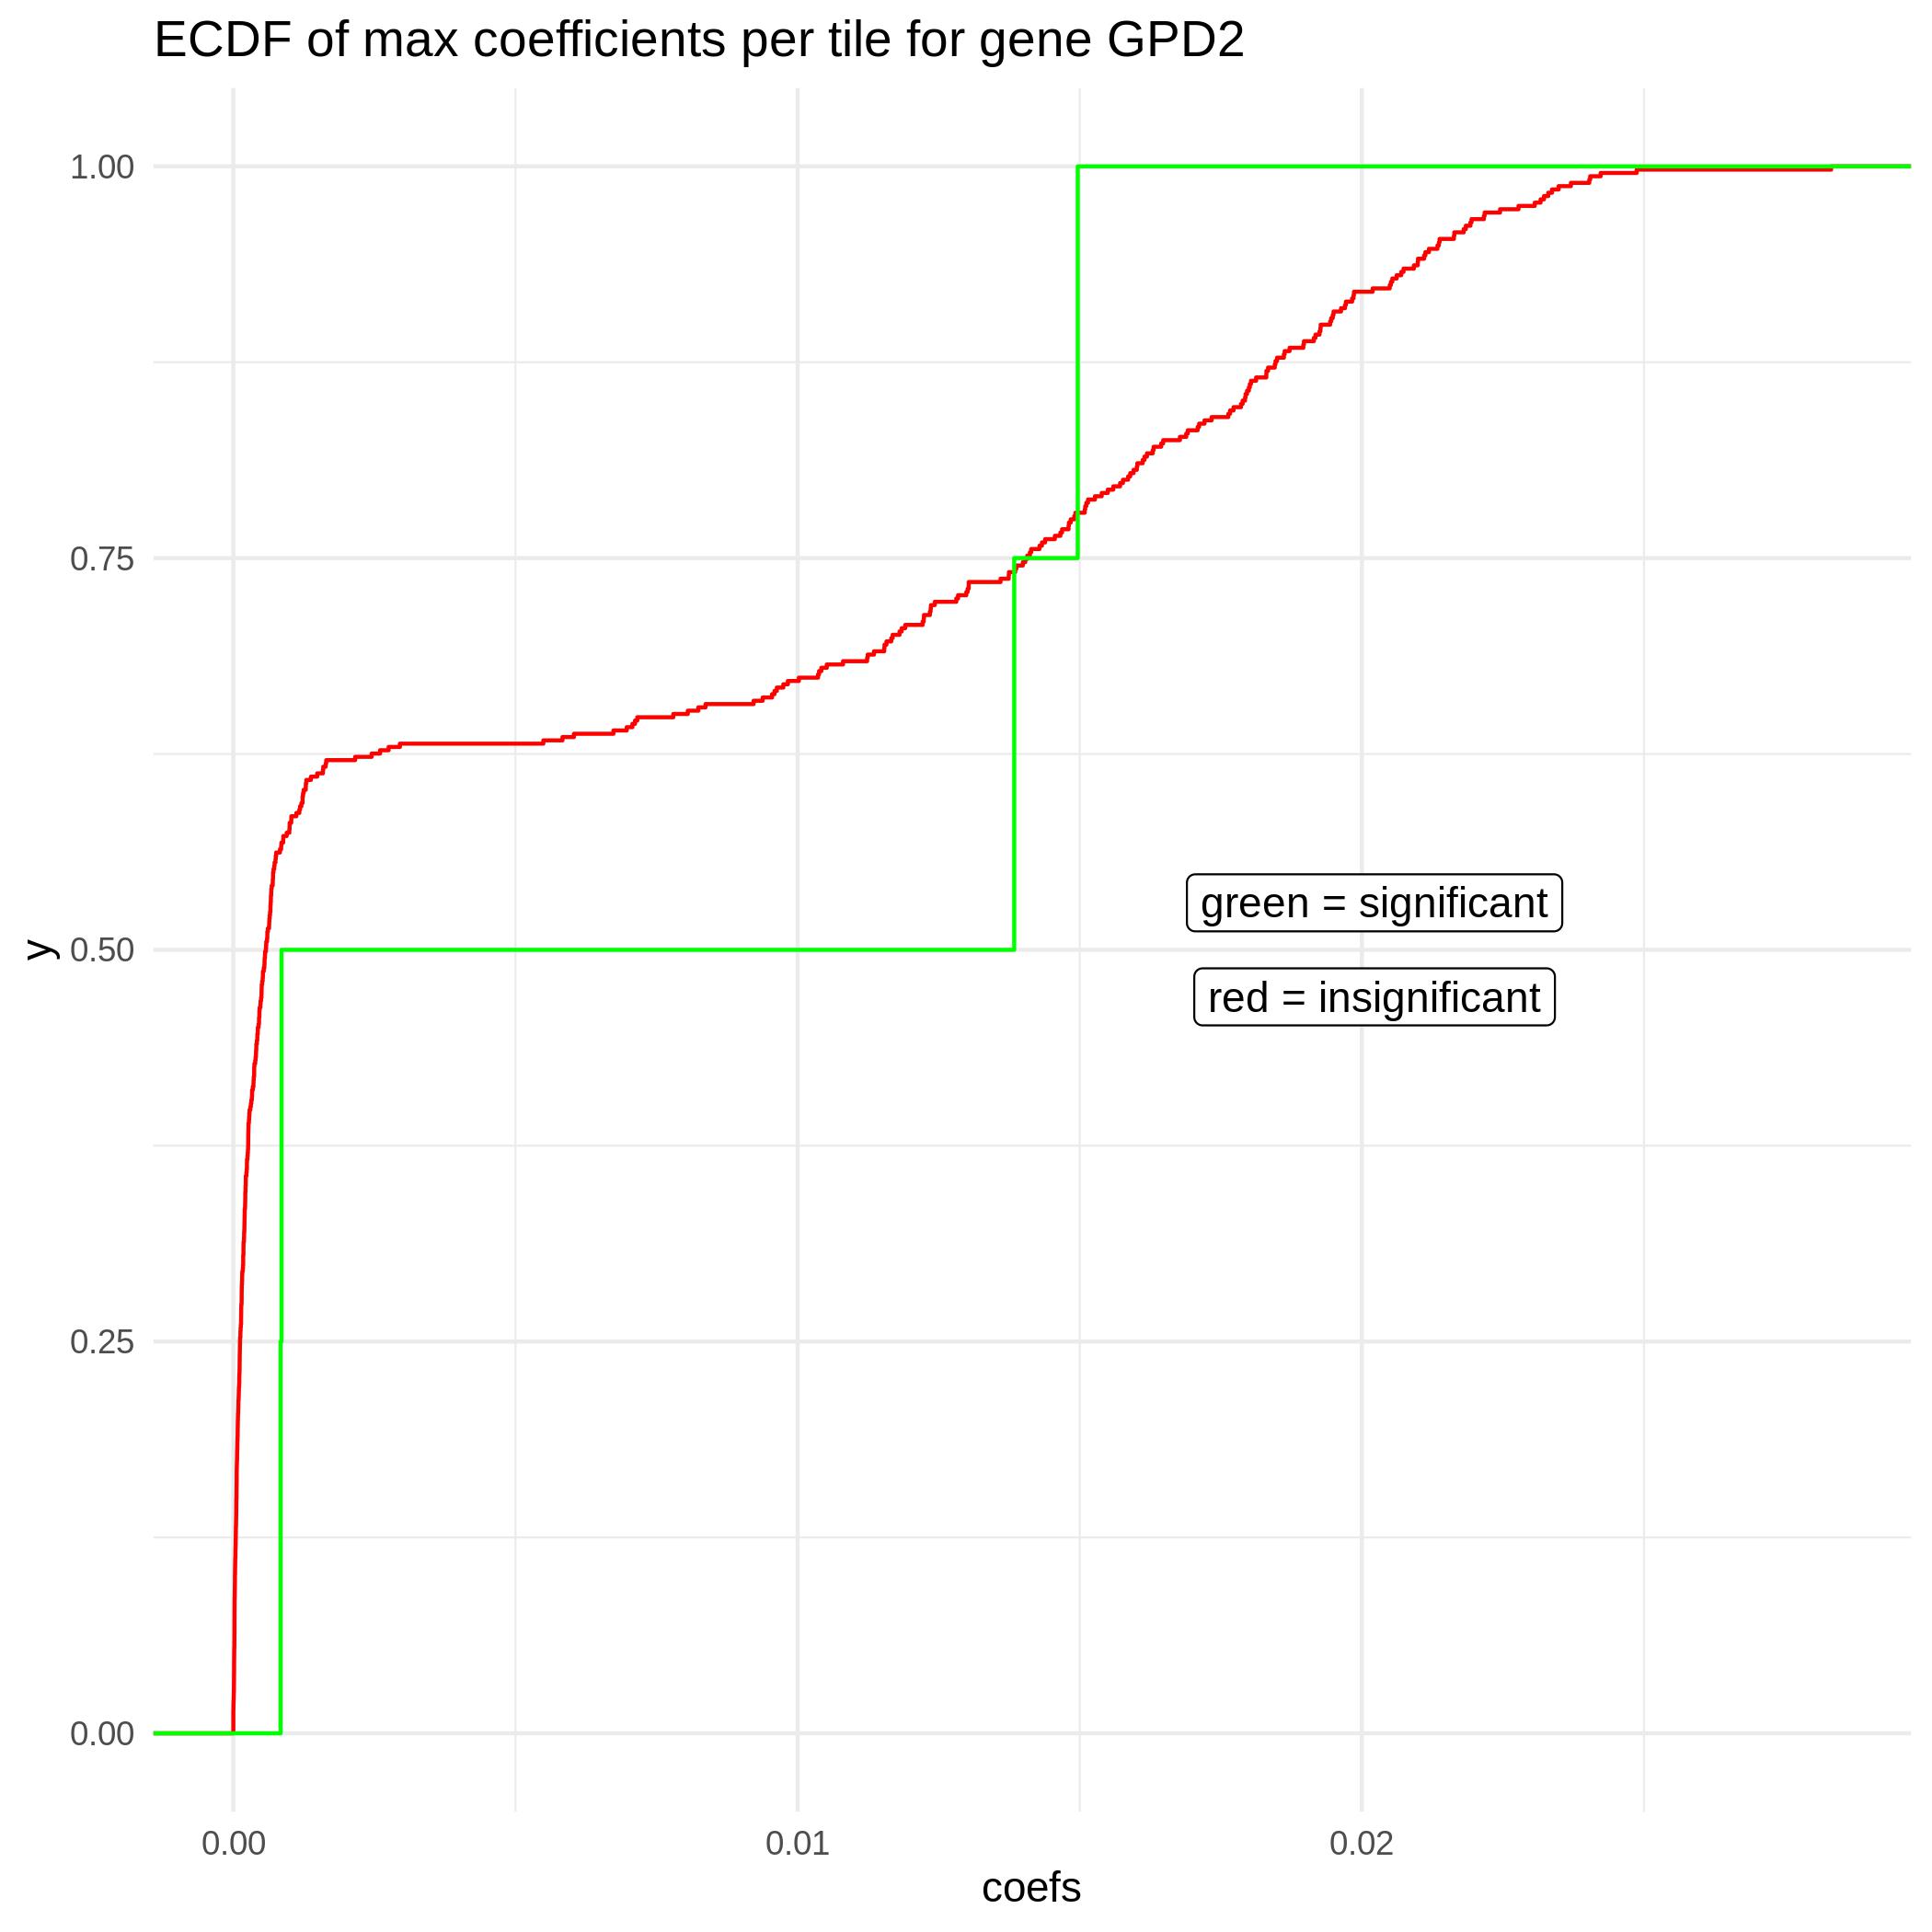 ECDF of max coefficients per tile for gene GPD2
y
1.00
0.75
0.50
0.25
0.00
green = significant
red = insignificant
0.00 0.01 0.02
coefs